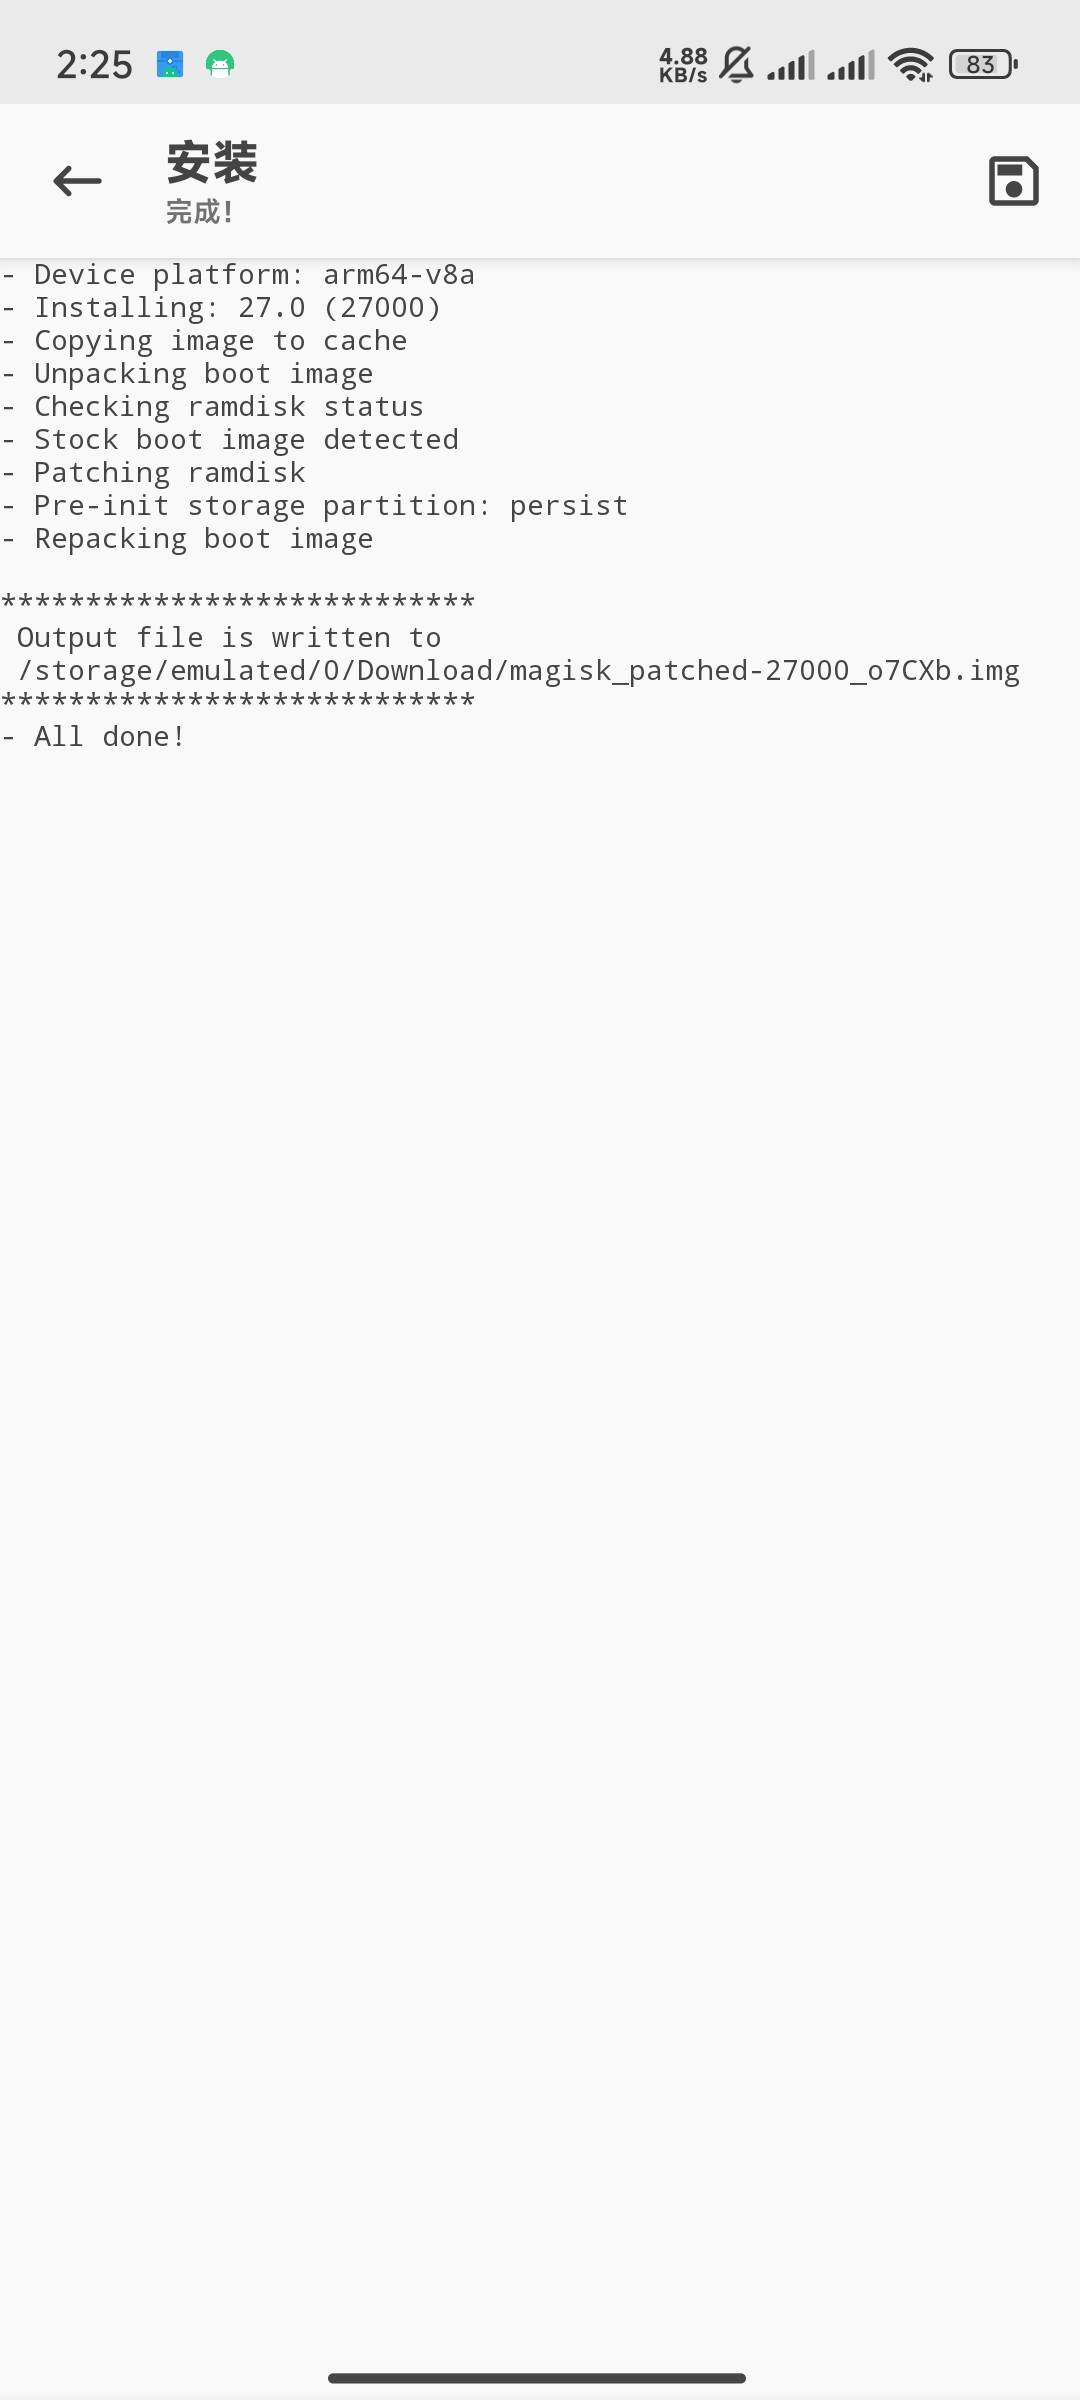 2:25
4.88
KB/s
83
安装
完成!
- Device platform: arm64-v8a
- Installing: 27.0 (27000)
- Copying image to cache
- Unpacking boot image
- Checking ramdisk status
- Stock boot image detected
- Patching ramdisk
- Pre-init storage partition: persist
- Repacking boot image
****************************
Output file is written to
/storage/emulated/0/Download/magisk_patched-27000_o7CXb.img
****************************
- All done!